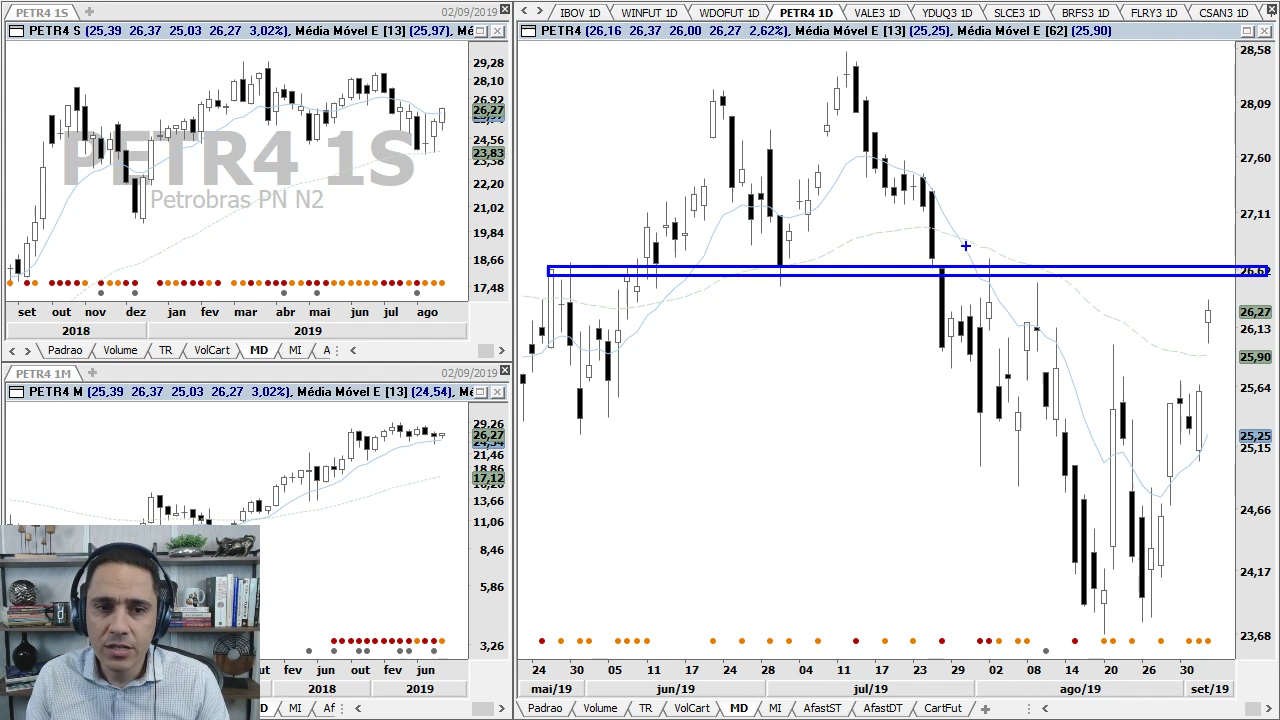 PETR4 1S
02/09/2019
PETR4 S (25,39 26,37 25,03 26,27 3,02%), Média Móvel E [13] (25,97), Mé
29,28
28,10
26,92
26,27
24,56
23,83
23,38
22,20
21,02
19,84
18,66
17,48
PETR4 1S
Petrobras PN N2
set out nov dez jan fev mar abr mai jun jul ago
2018 2019
Padrao Volume TR VolCart MD MI A
PETR4 1M
02/09/2019
PETR4 M (25,39 26,37 25,03 26,27 3,02%), Média Móvel E [13] (24,54), Mé
29,26
26,27
24,54
21,46
18,86
17,12
13,66
11,06
8,46
5,86
3,26
out fev jun out fev jun
2018 2019
D MI Af
IBOV 1D WINFUT 1D WDOFUT 1D PETR4 1D VALE3 1D YDUQ3 1D SLCE3 1D BRFS3 1D FLRY3 1D CSAN3 1D
PETR4 (26,16 26,37 26,00 26,27 2,62%), Média Móvel E [13] (25,25), Média Móvel E [62] (25,90)
28,58
28,09
27,60
27,11
26,62
26,27
26,13
25,90
25,64
25,25
25,15
24,66
24,17
23,68
24 30 05 11 17 24 28 04 11 17 23 29 02 08 14 20 26 30
mai/19 jun/19 jul/19 ago/19 set/19
Padrao Volume TR VolCart MD MI AfastST AfastDT CartFut